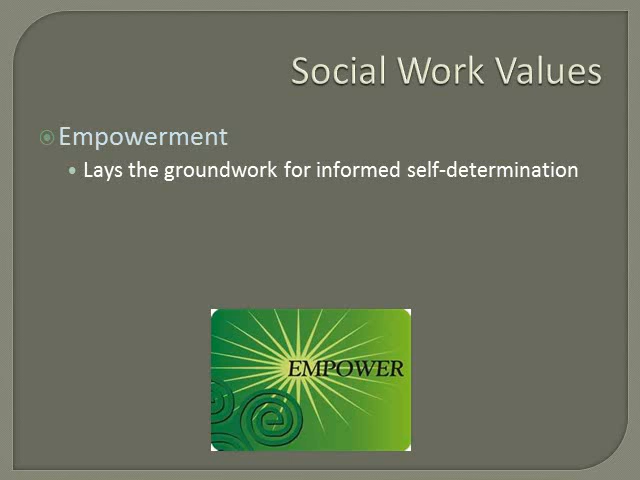 Social Work Values
Empowerment
Lays the groundwork for informed self-determination
EMPOWER